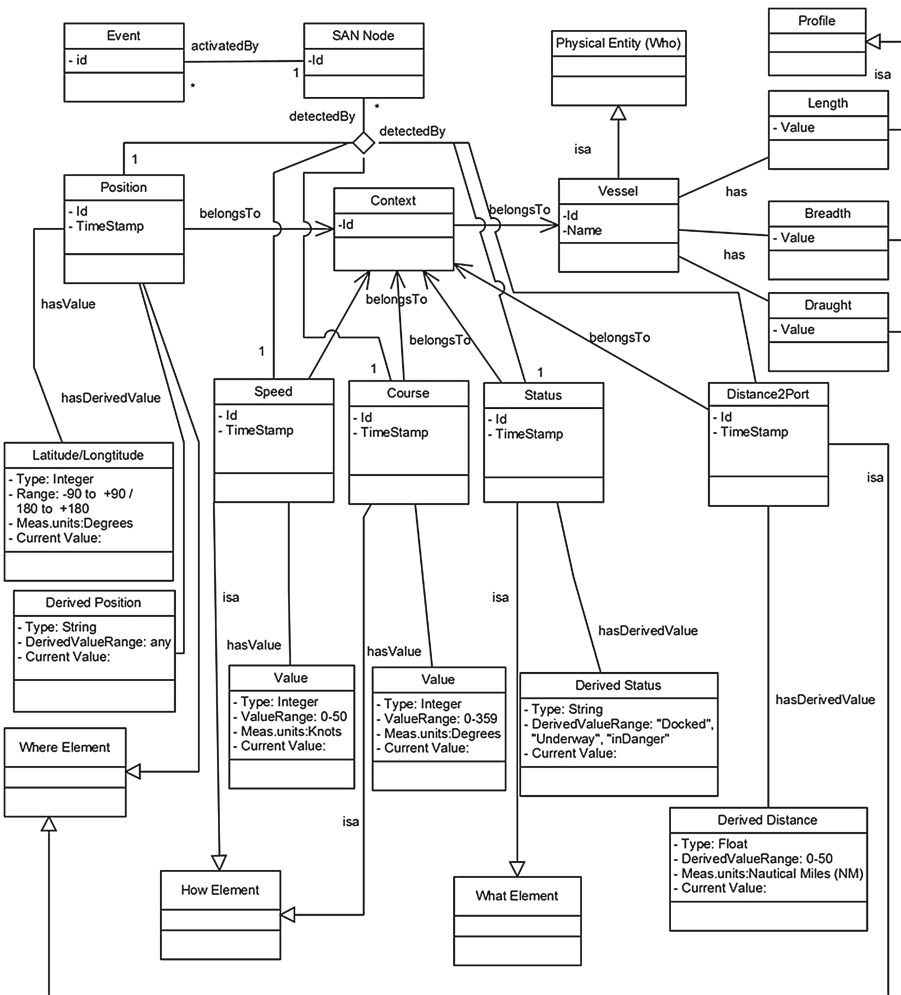 Event
- id
activatedBy
1
*
SAN Node
-Id
*
detectedBy
detectedBy
Physical Entity (Who)
isa
Profile
isa
Length
- Value
has
Breadth
- Value
has
Draught
- Value
Vessel
-Id
-Name
belongsTo
Context
-Id
belongsTo
1
Position
- Id
- TimeStamp
hasValue
hasDerivedValue
belongsTo
belongsTo
belongsTo
1
Speed
- Id
- TimeStamp
1
Course
- Id
- TimeStamp
1
Status
- Id
- TimeStamp
Distance2Port
- Id
- TimeStamp
isa
Latitude/Longtitude
- Type: Integer
- Range: -90 to +90 /
180 to +180
- Meas.units:Degrees
- Current Value:
Derived Position
- Type: String
- DerivedValueRange: any
- Current Value:
isa
hasValue
hasValue
isa
hasDerivedValue
hasDerivedValue
Value
- Type: Integer
- ValueRange: 0-50
- Meas.units:Knots
- Current Value:
Value
- Type: Integer
- ValueRange: 0-359
- Meas.units:Degrees
- Current Value:
Derived Status
- Type: String
- DerivedValueRange: "Docked",
"Underway", "inDanger"
- Current Value:
Where Element
isa
Derived Distance
- Type: Float
- DerivedValueRange: 0-50
- Meas.units:Nautical Miles (NM)
- Current Value:
How Element
What Element